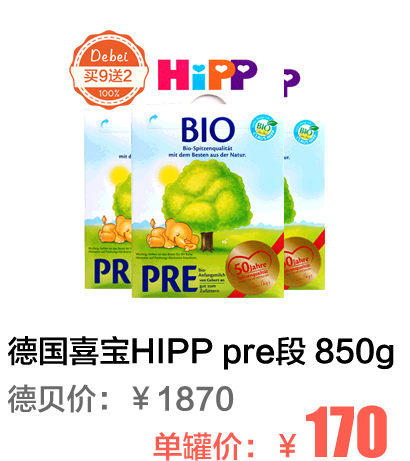 Debei
买9送2
100%
HiPP
BIO
Bio-Spitzenqualität
mit dem Besten aus der Natur.
BIO
PRE
Bio-
Anfangsmilch
von Geburt an
gut zum
Zufüttern
50 Jahre
德国喜宝HIPP pre段 850g
德贝价：￥1870
单罐价：￥170